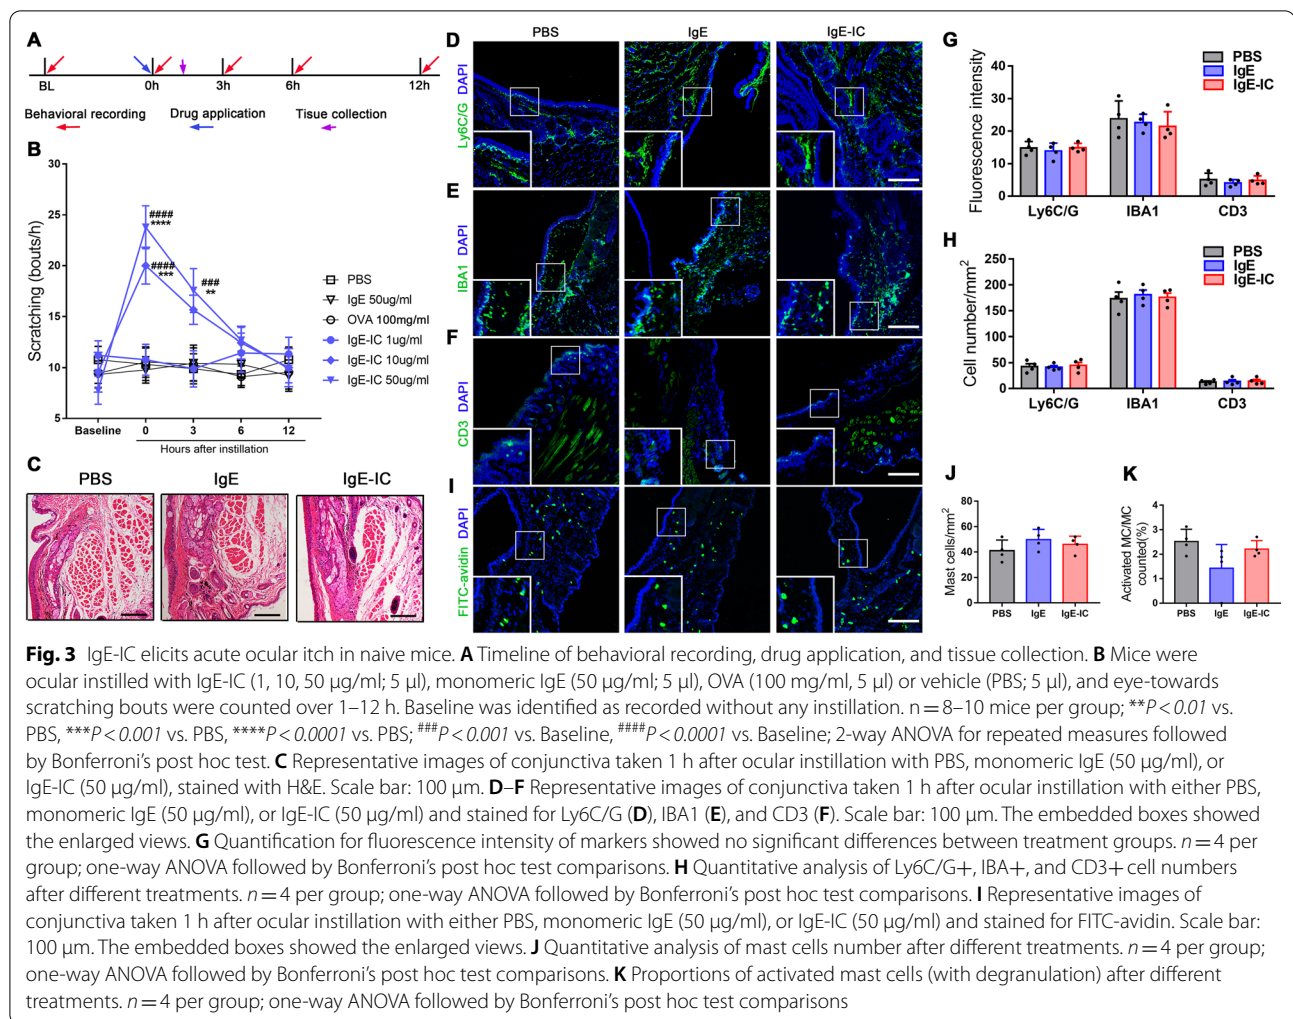 A
BL
0h
3h
6h
12h
Behavioral recording
Drug application
Tissue collection
B
Scratching (bouts/h)
30
25
20
15
10
5
####
****
####
***
###
**
PBS
IgE 50ug/ml
OVA 100mg/ml
IgE-IC 1ug/ml
IgE-IC 10ug/ml
IgE-IC 50ug/ml
Baseline
0
3
6
12
Hours after instillation
C
PBS
IgE
IgE-IC
D
PBS
IgE
IgE-IC
Ly6C/G DAPI
E
IBA1 DAPI
F
CD3 DAPI
I
FITC-avidin DAPI
G
PBS
IgE
IgE-IC
Fluorescence intensity
40
30
20
10
0
Ly6C/G
IBA1
CD3
H
PBS
IgE
IgE-IC
Cell number/mm²
250
200
150
100
50
0
Ly6C/G
IBA1
CD3
J
Mast cells/mm²
80
60
40
20
0
PBS
IgE
IgE-IC
K
Activated MC/MC
counted(%)
4
3
2
1
0
PBS
IgE
IgE-IC
Fig. 3 IgE-IC elicits acute ocular itch in naive mice. A Timeline of behavioral recording, drug application, and tissue collection. B Mice were
ocular instilled with IgE-IC (1, 10, 50 µg/ml; 5 µl), monomeric IgE (50 µg/ml; 5 µl), OVA (100 mg/ml, 5 µl) or vehicle (PBS; 5 µl), and eye-towards
scratching bouts were counted over 1–12 h. Baseline was identified as recorded without any instillation. n = 8–10 mice per group; **P < 0.01 vs.
PBS, ***P < 0.001 vs. PBS, ****P < 0.0001 vs. PBS; ###P < 0.001 vs. Baseline, ####P < 0.0001 vs. Baseline; 2-way ANOVA for repeated measures followed
by Bonferroni's post hoc test. C Representative images of conjunctiva taken 1 h after ocular instillation with PBS, monomeric IgE (50 µg/ml), or
IgE-IC (50 µg/ml), stained with H&E. Scale bar: 100 µm. D–F Representative images of conjunctiva taken 1 h after ocular instillation with either PBS,
monomeric IgE (50 µg/ml), or IgE-IC (50 µg/ml) and stained for Ly6C/G (D), IBA1 (E), and CD3 (F). Scale bar: 100 µm. The embedded boxes showed
the enlarged views. G Quantification for fluorescence intensity of markers showed no significant differences between treatment groups. n = 4 per
group; one-way ANOVA followed by Bonferroni's post hoc test comparisons. H Quantitative analysis of Ly6C/G+, IBA+, and CD3+ cell numbers
after different treatments. n = 4 per group; one-way ANOVA followed by Bonferroni's post hoc test comparisons. I Representative images of
conjunctiva taken 1 h after ocular instillation with either PBS, monomeric IgE (50 µg/ml), or IgE-IC (50 µg/ml) and stained for FITC-avidin. Scale bar:
100 µm. The embedded boxes showed the enlarged views. J Quantitative analysis of mast cells number after different treatments. n = 4 per group;
one-way ANOVA followed by Bonferroni's post hoc test comparisons. K Proportions of activated mast cells (with degranulation) after different
treatments. n = 4 per group; one-way ANOVA followed by Bonferroni's post hoc test comparisons